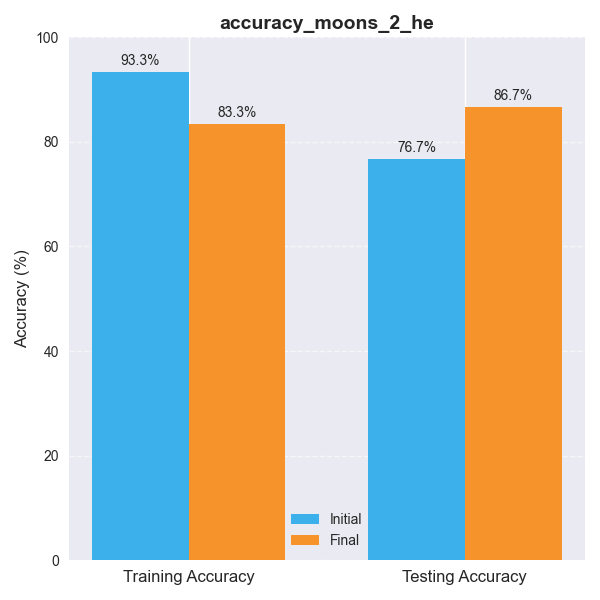 accuracy_moons_2_he
100
80
60
40
20
0
Accuracy (%)
93.3%
83.3%
76.7%
86.7%
Initial
Final
Training Accuracy
Testing Accuracy